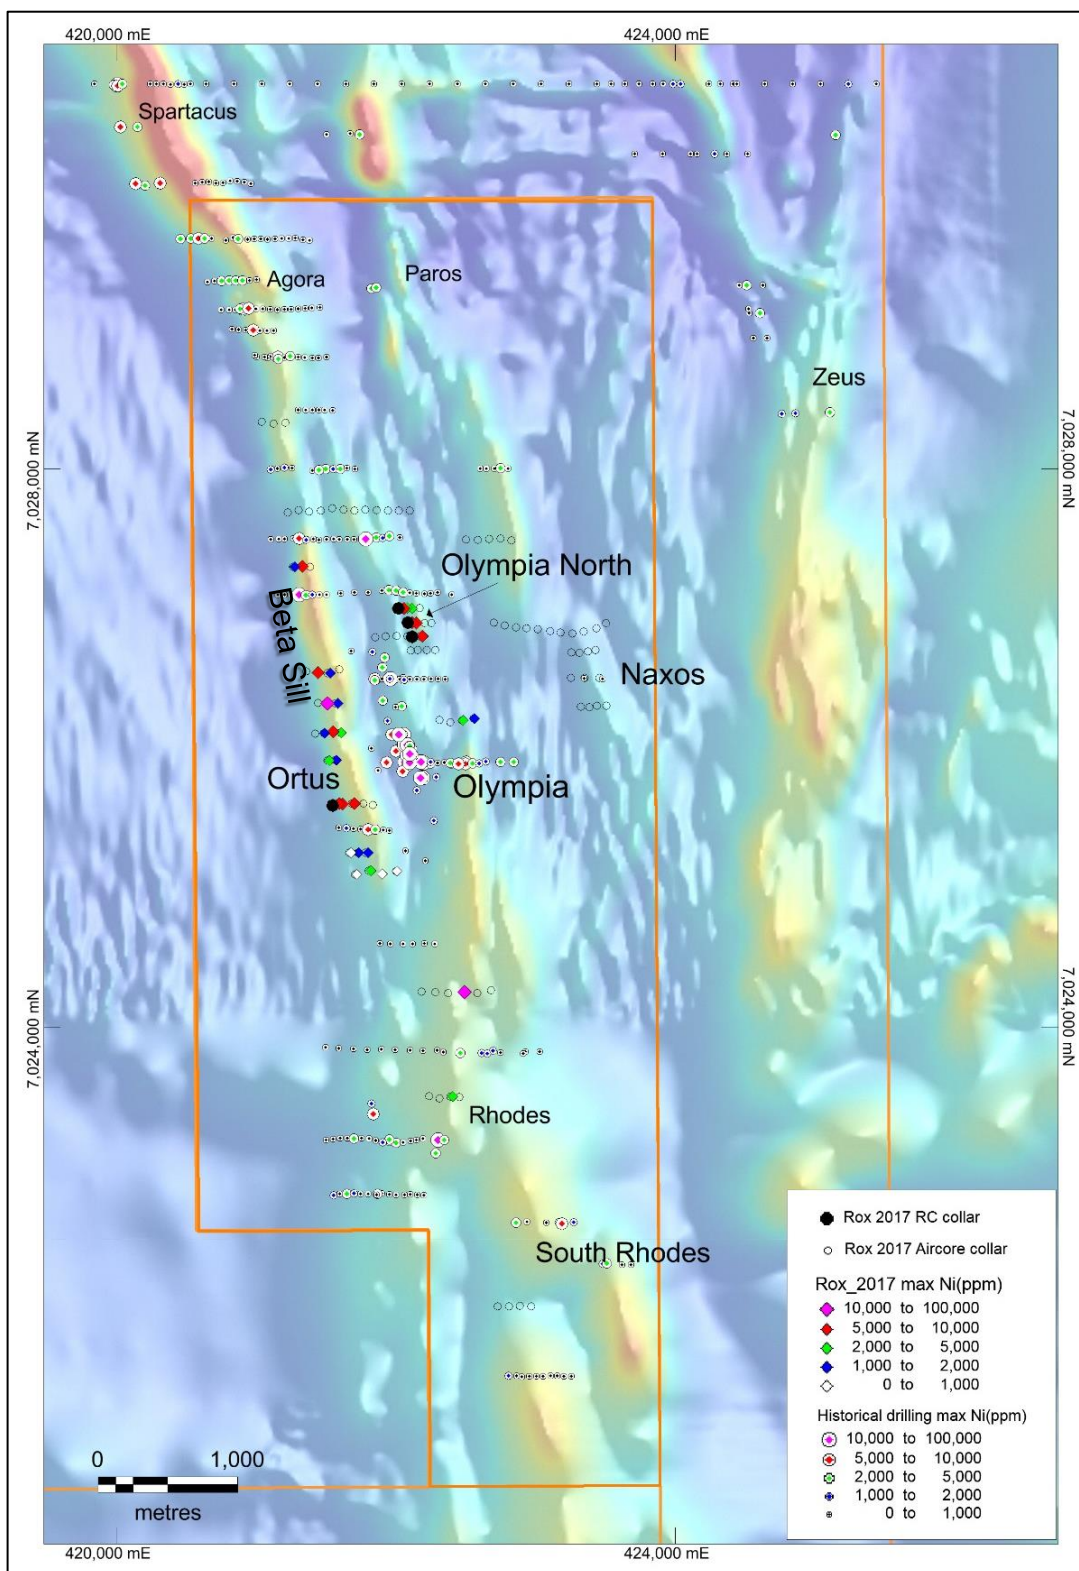 420,000 mE 424,000 mE
Spartacus
Agora
Paros
Zeus
7,028,000 mN
7,028,000 mN
Olympia North
Beta Sill
Naxos
Ortus
Olympia
7,024,000 mN
7,024,000 mN
Rhodes
South Rhodes
Rox 2017 RC collar
Rox 2017 Aircore collar
Rox_2017 max Ni(ppm)
10,000 to 100,000
5,000 to 10,000
2,000 to 5,000
1,000 to 2,000
0 to 1,000
Historical drilling max Ni(ppm)
10,000 to 100,000
5,000 to 10,000
2,000 to 5,000
1,000 to 2,000
0 to 1,000
0 1,000
metres
420,000 mE 424,000 mE